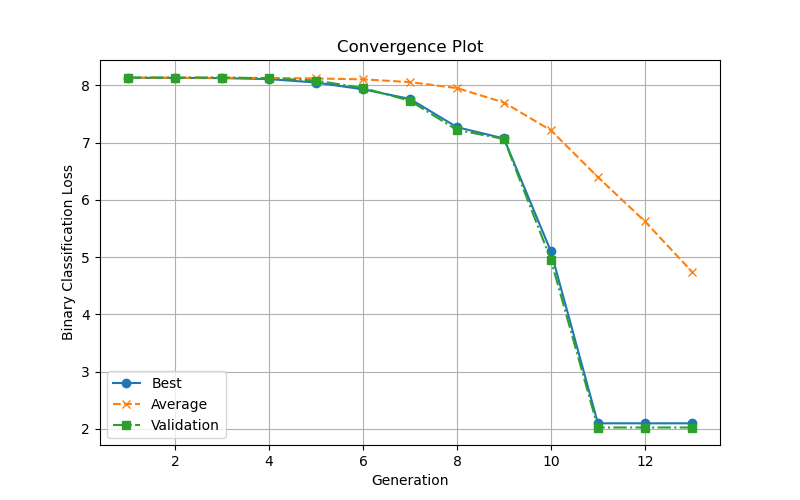 Convergence Plot
Binary Classification Loss
8
7
6
5
4
3
2
Best
Average
Validation
2 4 6 8 10 12
Generation